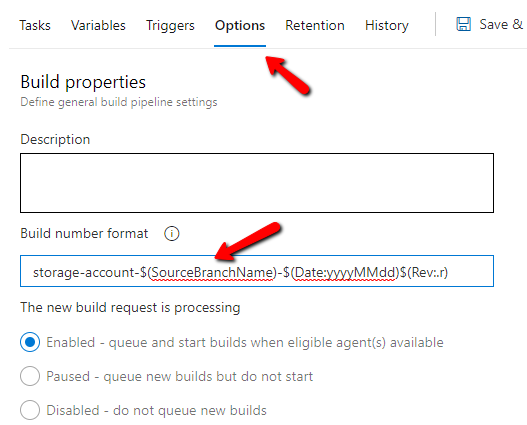 Tasks Variables Triggers Options Retention History Save &
Build properties
Define general build pipeline settings
Description
Build number format
storage-account-$(SourceBranchName)-$(Date:yyyyMMdd)$(Rev:.r)
The new build request is processing
Enabled - queue and start builds when eligible agent(s) available
Paused - queue new builds but do not start
Disabled - do not queue new builds